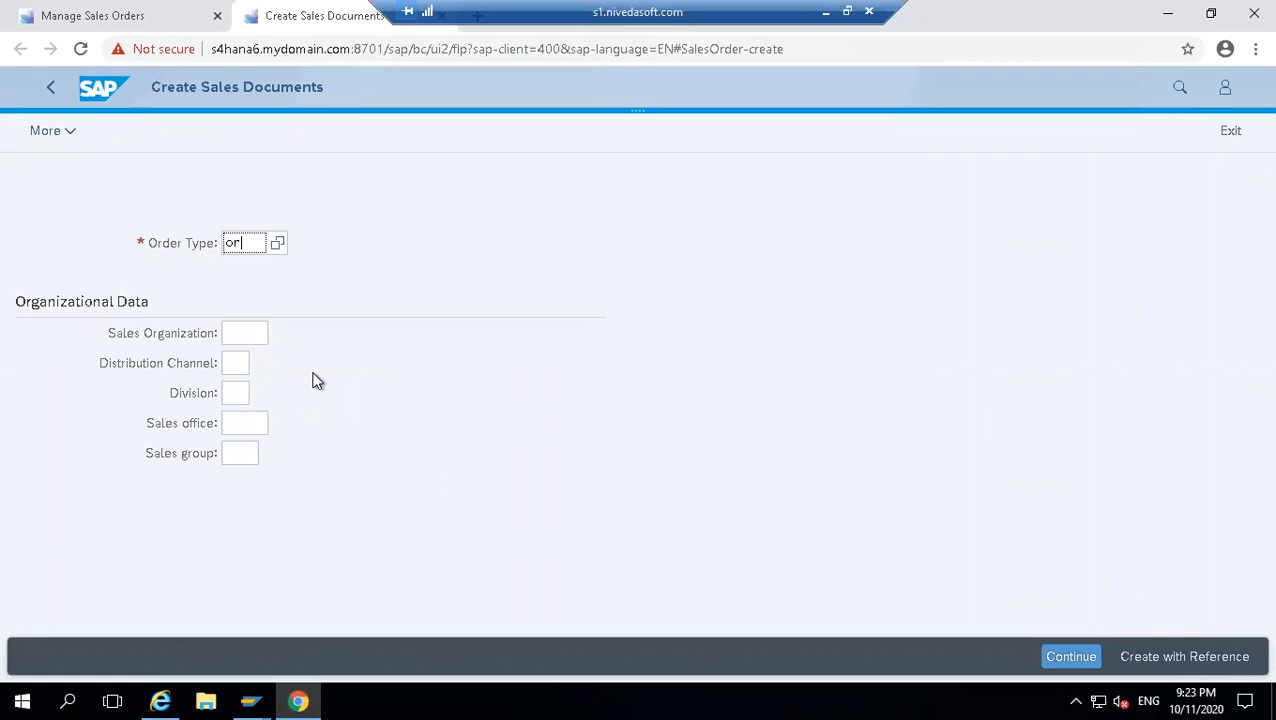 Manage Sales Orders
Create Sales Documents
s1.nivedasoft.com
Not secure
s4hana6.mydomain.com:8701/sap/bc/ui2/flp?sap-client=400&sap-language=EN#SalesOrder-create
SAP
Create Sales Documents
More
Exit
* Order Type: or
Organizational Data
Sales Organization:
Distribution Channel:
Division:
Sales office:
Sales group:
Continue
Create with Reference
ENG
9:23 PM
10/11/2020